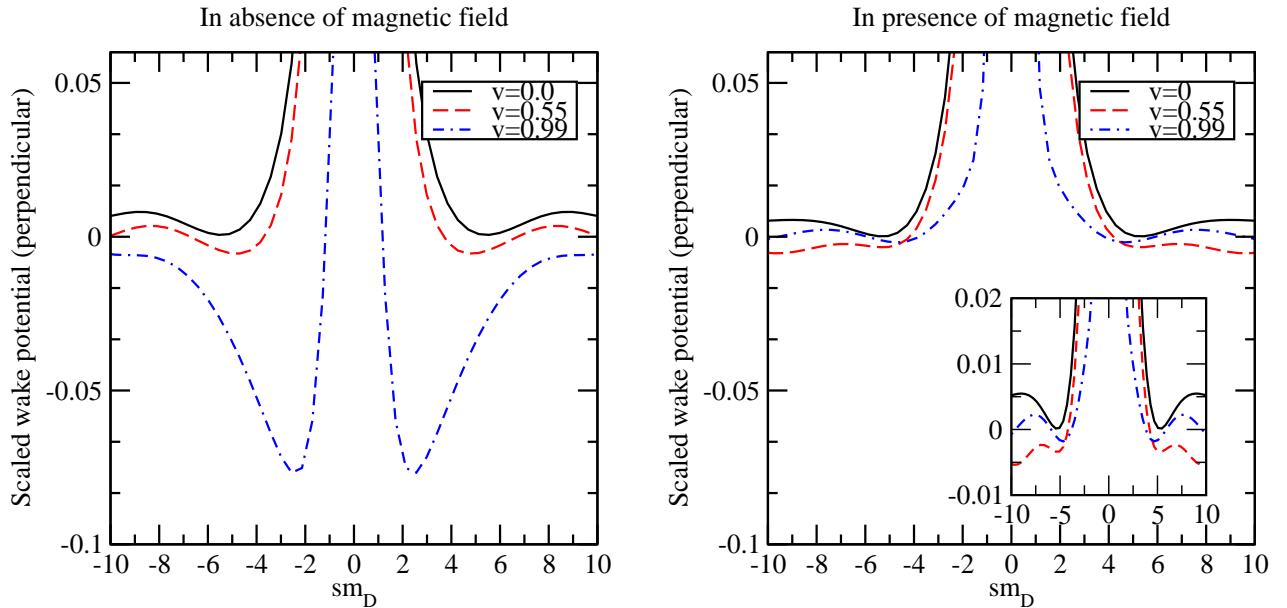 In absence of magnetic field
Scaled wake potential (perpendicular)
0.05
0
-0.05
-0.1
v=0.0
v=0.55
v=0.99
-10 -8 -6 -4 -2 0 2 4 6 8 10
sm_D
In presence of magnetic field
Scaled wake potential (perpendicular)
0.05
0
-0.05
-0.1
v=0
v=0.55
v=0.99
0.02
0.01
0
-0.01
-10 -5 0 5 10
-10 -8 -6 -4 -2 0 2 4 6 8 10
sm_D